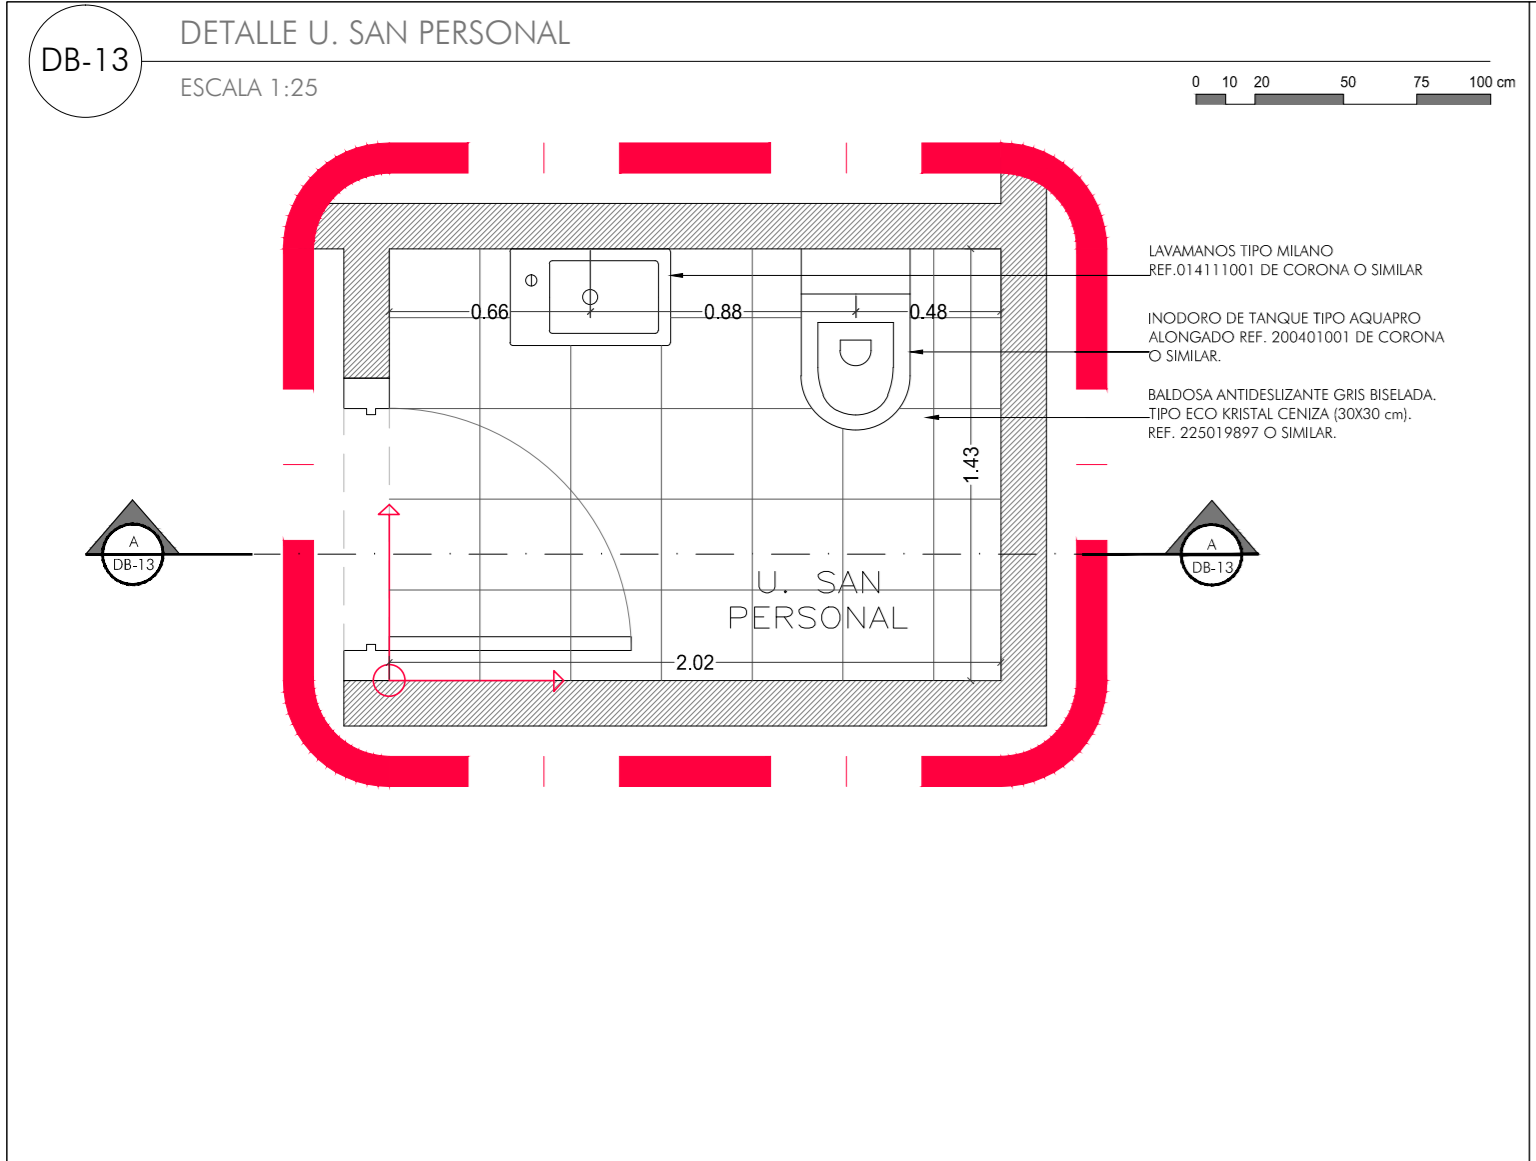 DB-13
DETALLE U. SAN PERSONAL
ESCALA 1:25
0 10 20 50 75 100 cm
LAVAMANOS TIPO MILANO
REF.014111001 DE CORONA O SIMILAR
INODORO DE TANQUE TIPO AQUAPRO
ALONGADO REF. 200401001 DE CORONA
O SIMILAR.
BALDOSA ANTIDESLIZANTE GRIS BISELADA.
TIPO ECO KRISTAL CENIZA (30X30 cm).
REF. 225019897 O SIMILAR.
0.66 0.88 0.48
1.43
A
DB-13
A
DB-13
U. SAN
PERSONAL
2.02